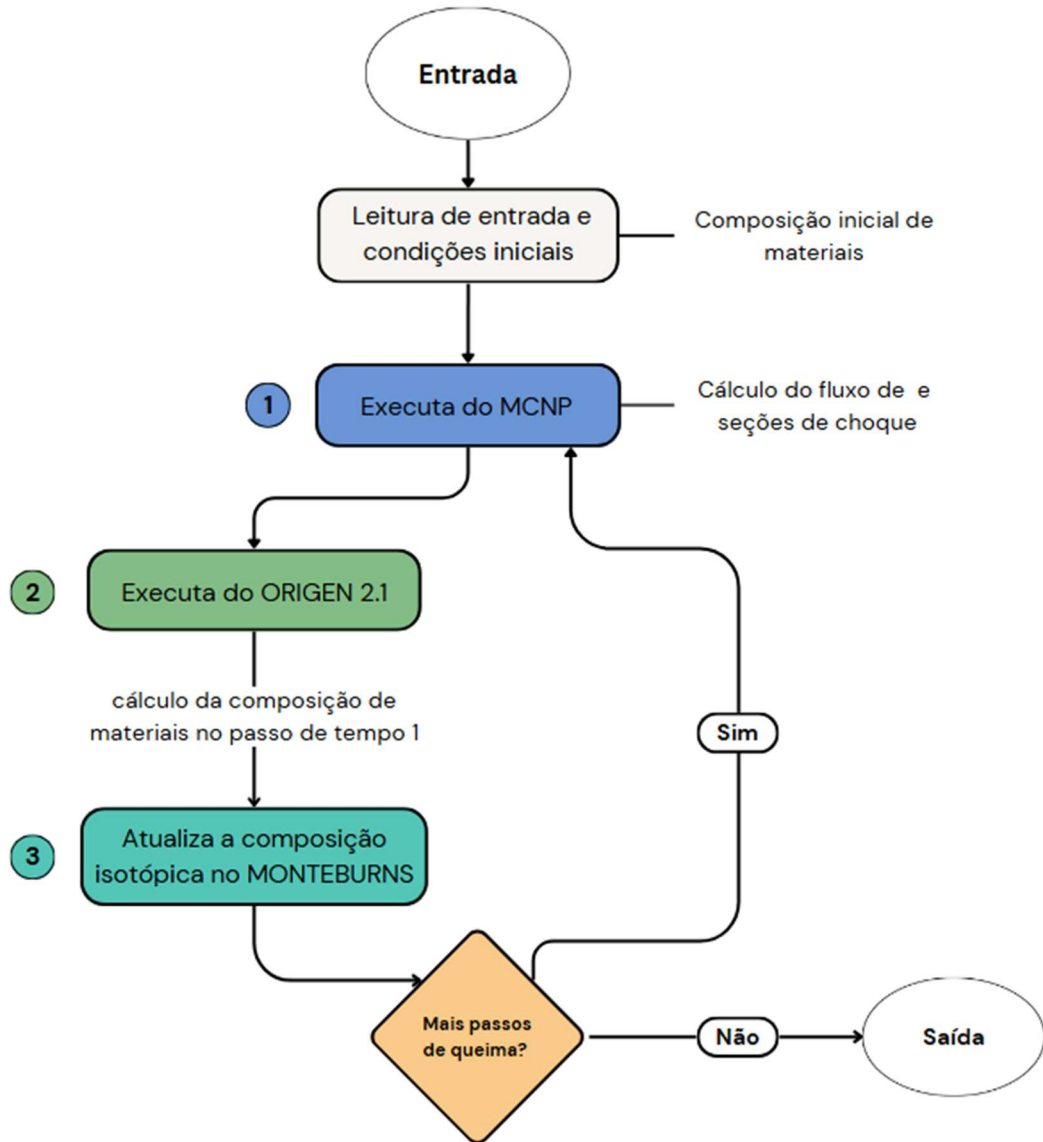 Entrada
Leitura de entrada e
condições iniciais
Composição inicial de
materiais
1
Executa do MCNP
Cálculo do fluxo de e
seções de choque
2
Executa do ORIGEN 2.1
cálculo da composição de
materiais no passo de tempo 1
Sim
3
Atualiza a composição
isotópica no MONTEBURNS
Mais passos
de queima?
Não
Saída